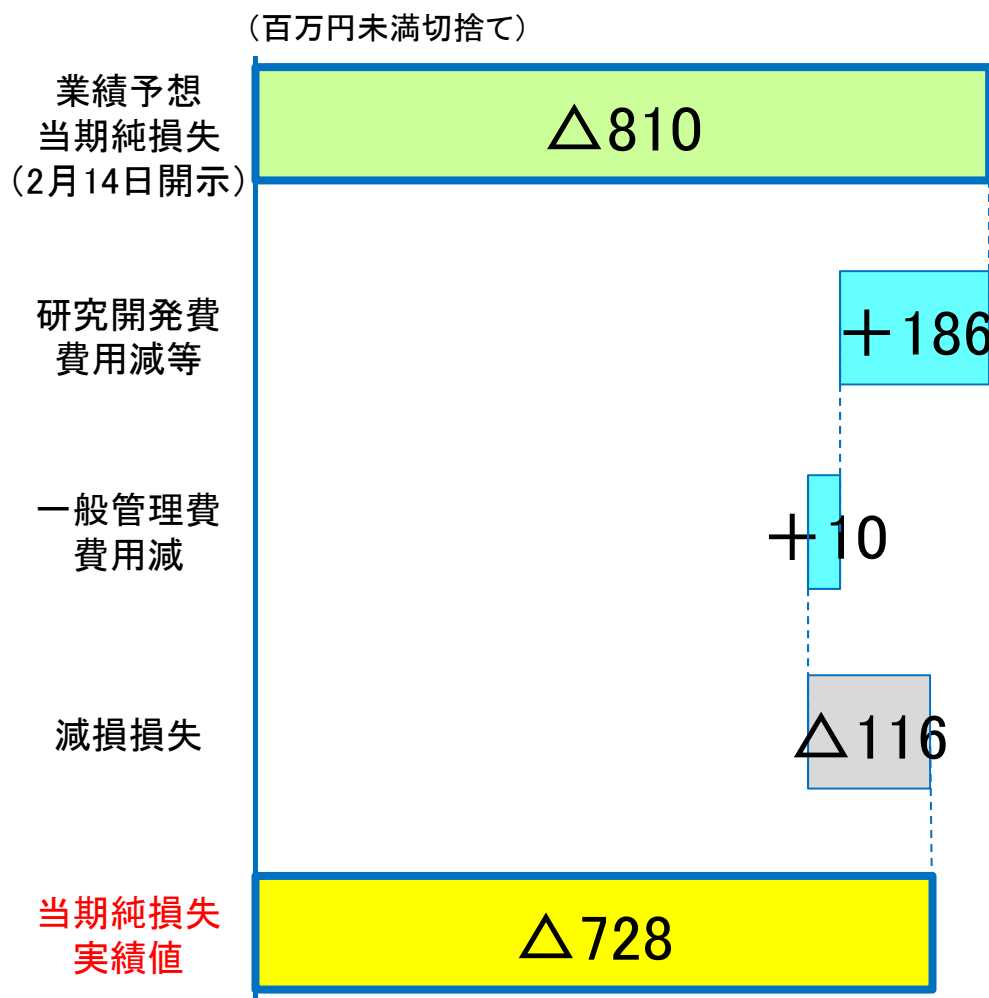 (百万円未満切捨て)
業績予想
当期純損失
(2月14日開示)
△810
研究開発費
費用減等
＋186
一般管理費
費用減
＋10
減損損失
△116
当期純損失
実績値
△728